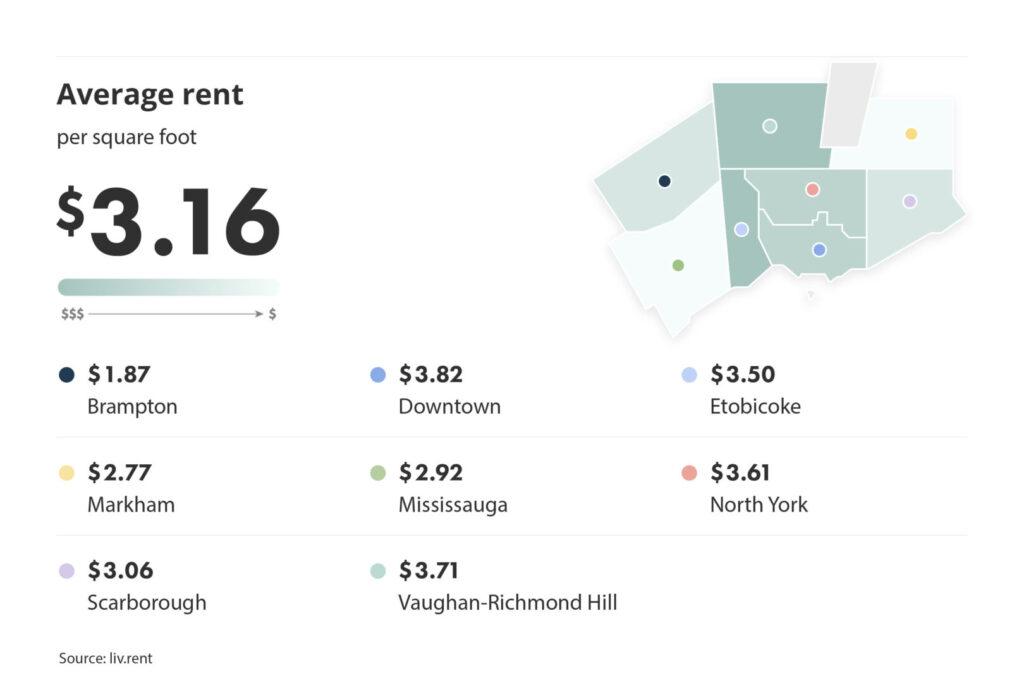 Average rent
per square foot
$3.16
$$$ $
$1.87
Brampton
$3.82
Downtown
$3.50
Etobicoke
$2.77
Markham
$2.92
Mississauga
$3.61
North York
$3.06
Scarborough
$3.71
Vaughan-Richmond Hill
Source: liv.rent